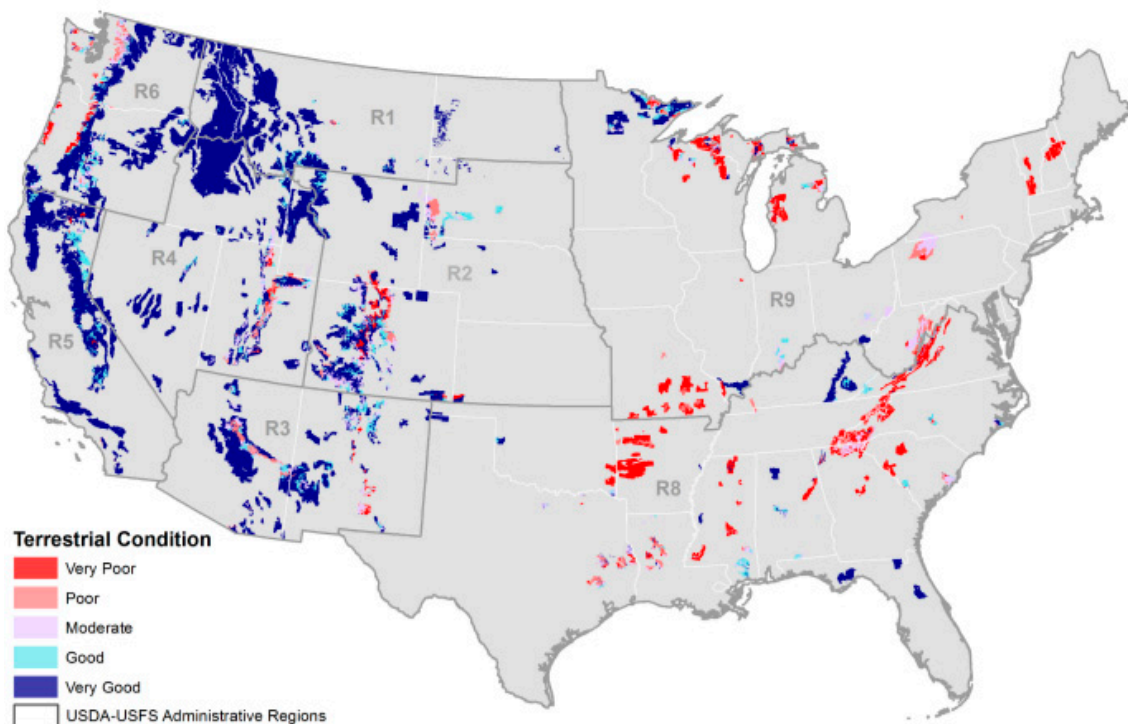 R6
R1
R4
R2
R9
R5
R3
R8
Terrestrial Condition
Very Poor
Poor
Moderate
Good
Very Good
USDA-USFS Administrative Regions